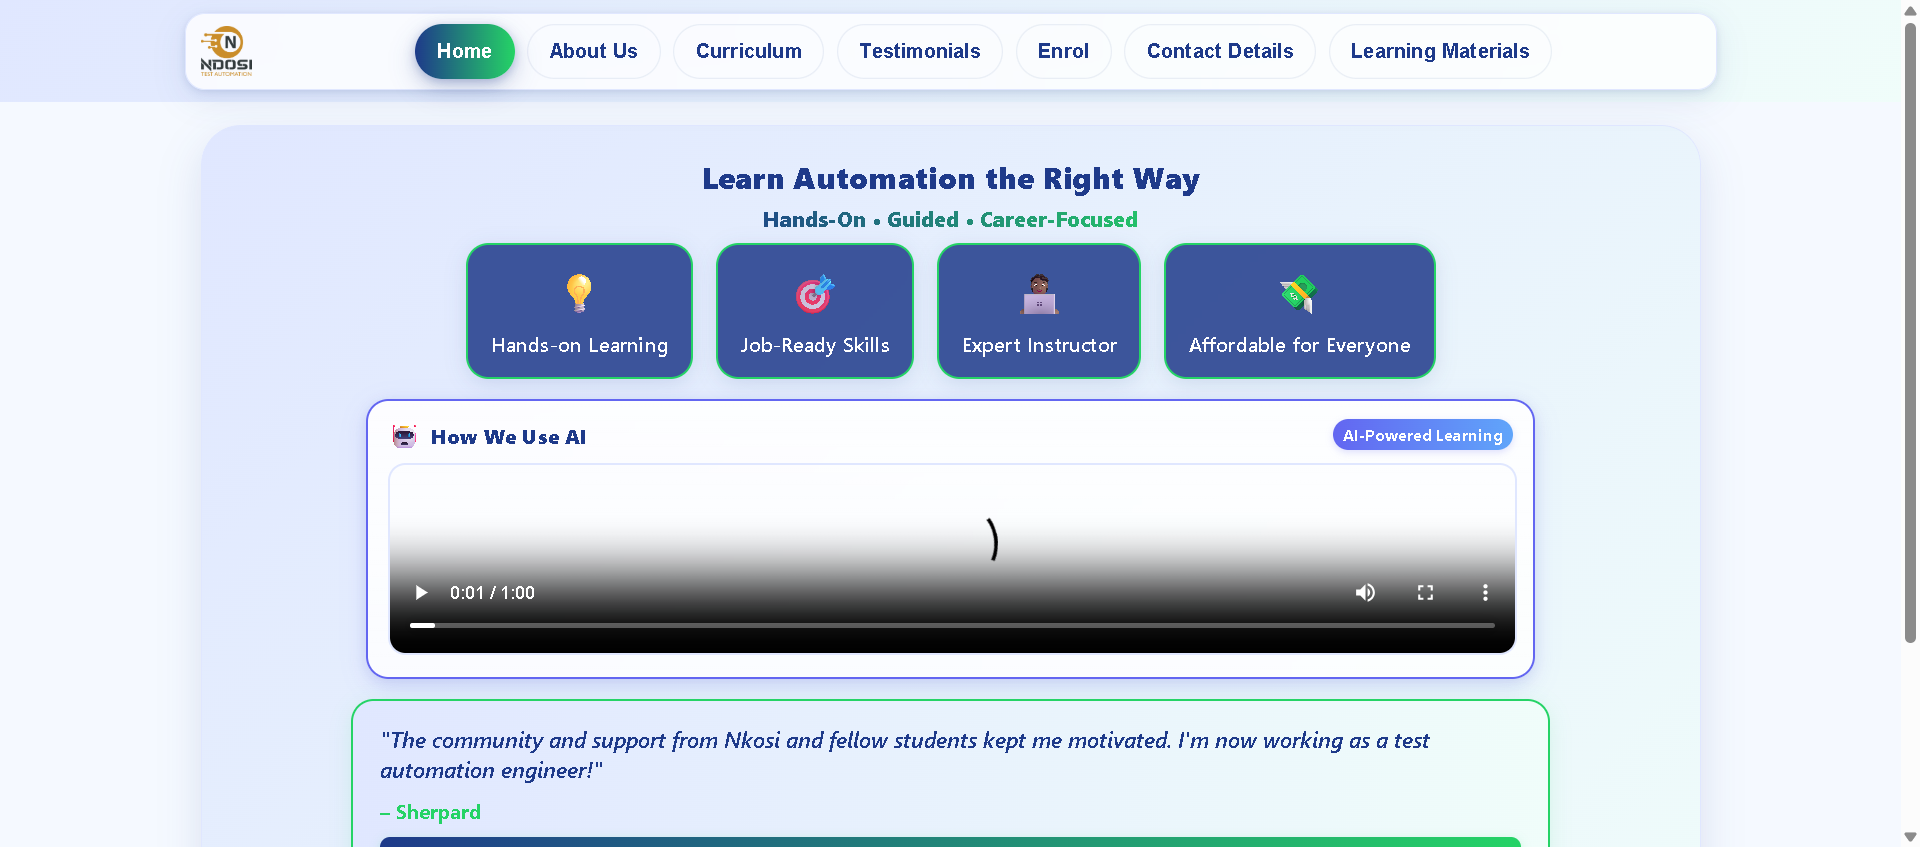 NDOSI
TEST AUTOMATION
Home
About Us
Curriculum
Testimonials
Enrol
Contact Details
Learning Materials
Learn Automation the Right Way
Hands-On • Guided • Career-Focused
Hands-on Learning
Job-Ready Skills
Expert Instructor
Affordable for Everyone
How We Use AI
AI-Powered Learning
0:01 / 1:00
"The community and support from Nkosi and fellow students kept me motivated. I'm now working as a test
automation engineer!"
– Sherpard